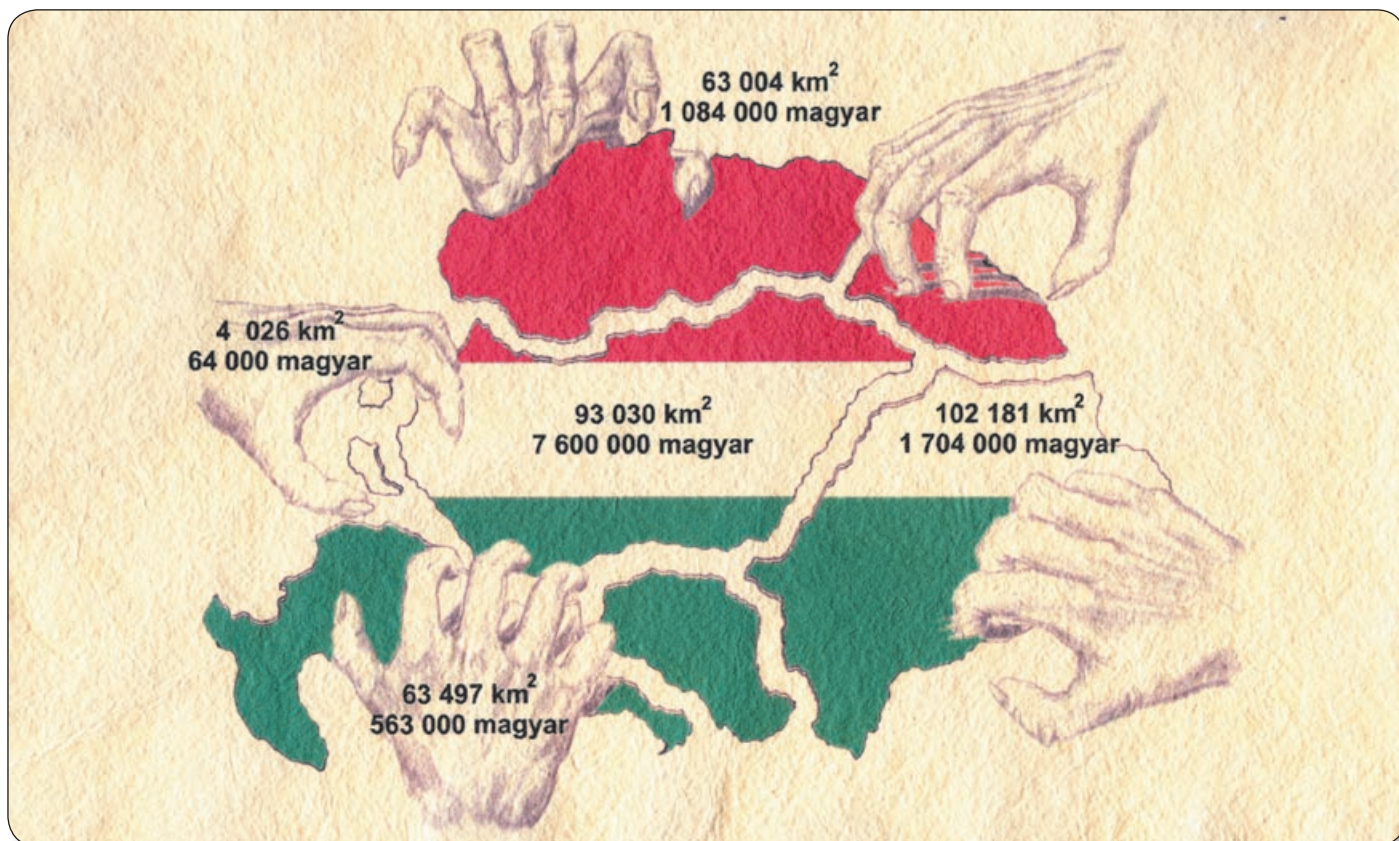 63 004 km²
1 084 000 magyar
4 026 km²
64 000 magyar
93 030 km²
7 600 000 magyar
102 181 km²
1 704 000 magyar
63 497 km²
563 000 magyar